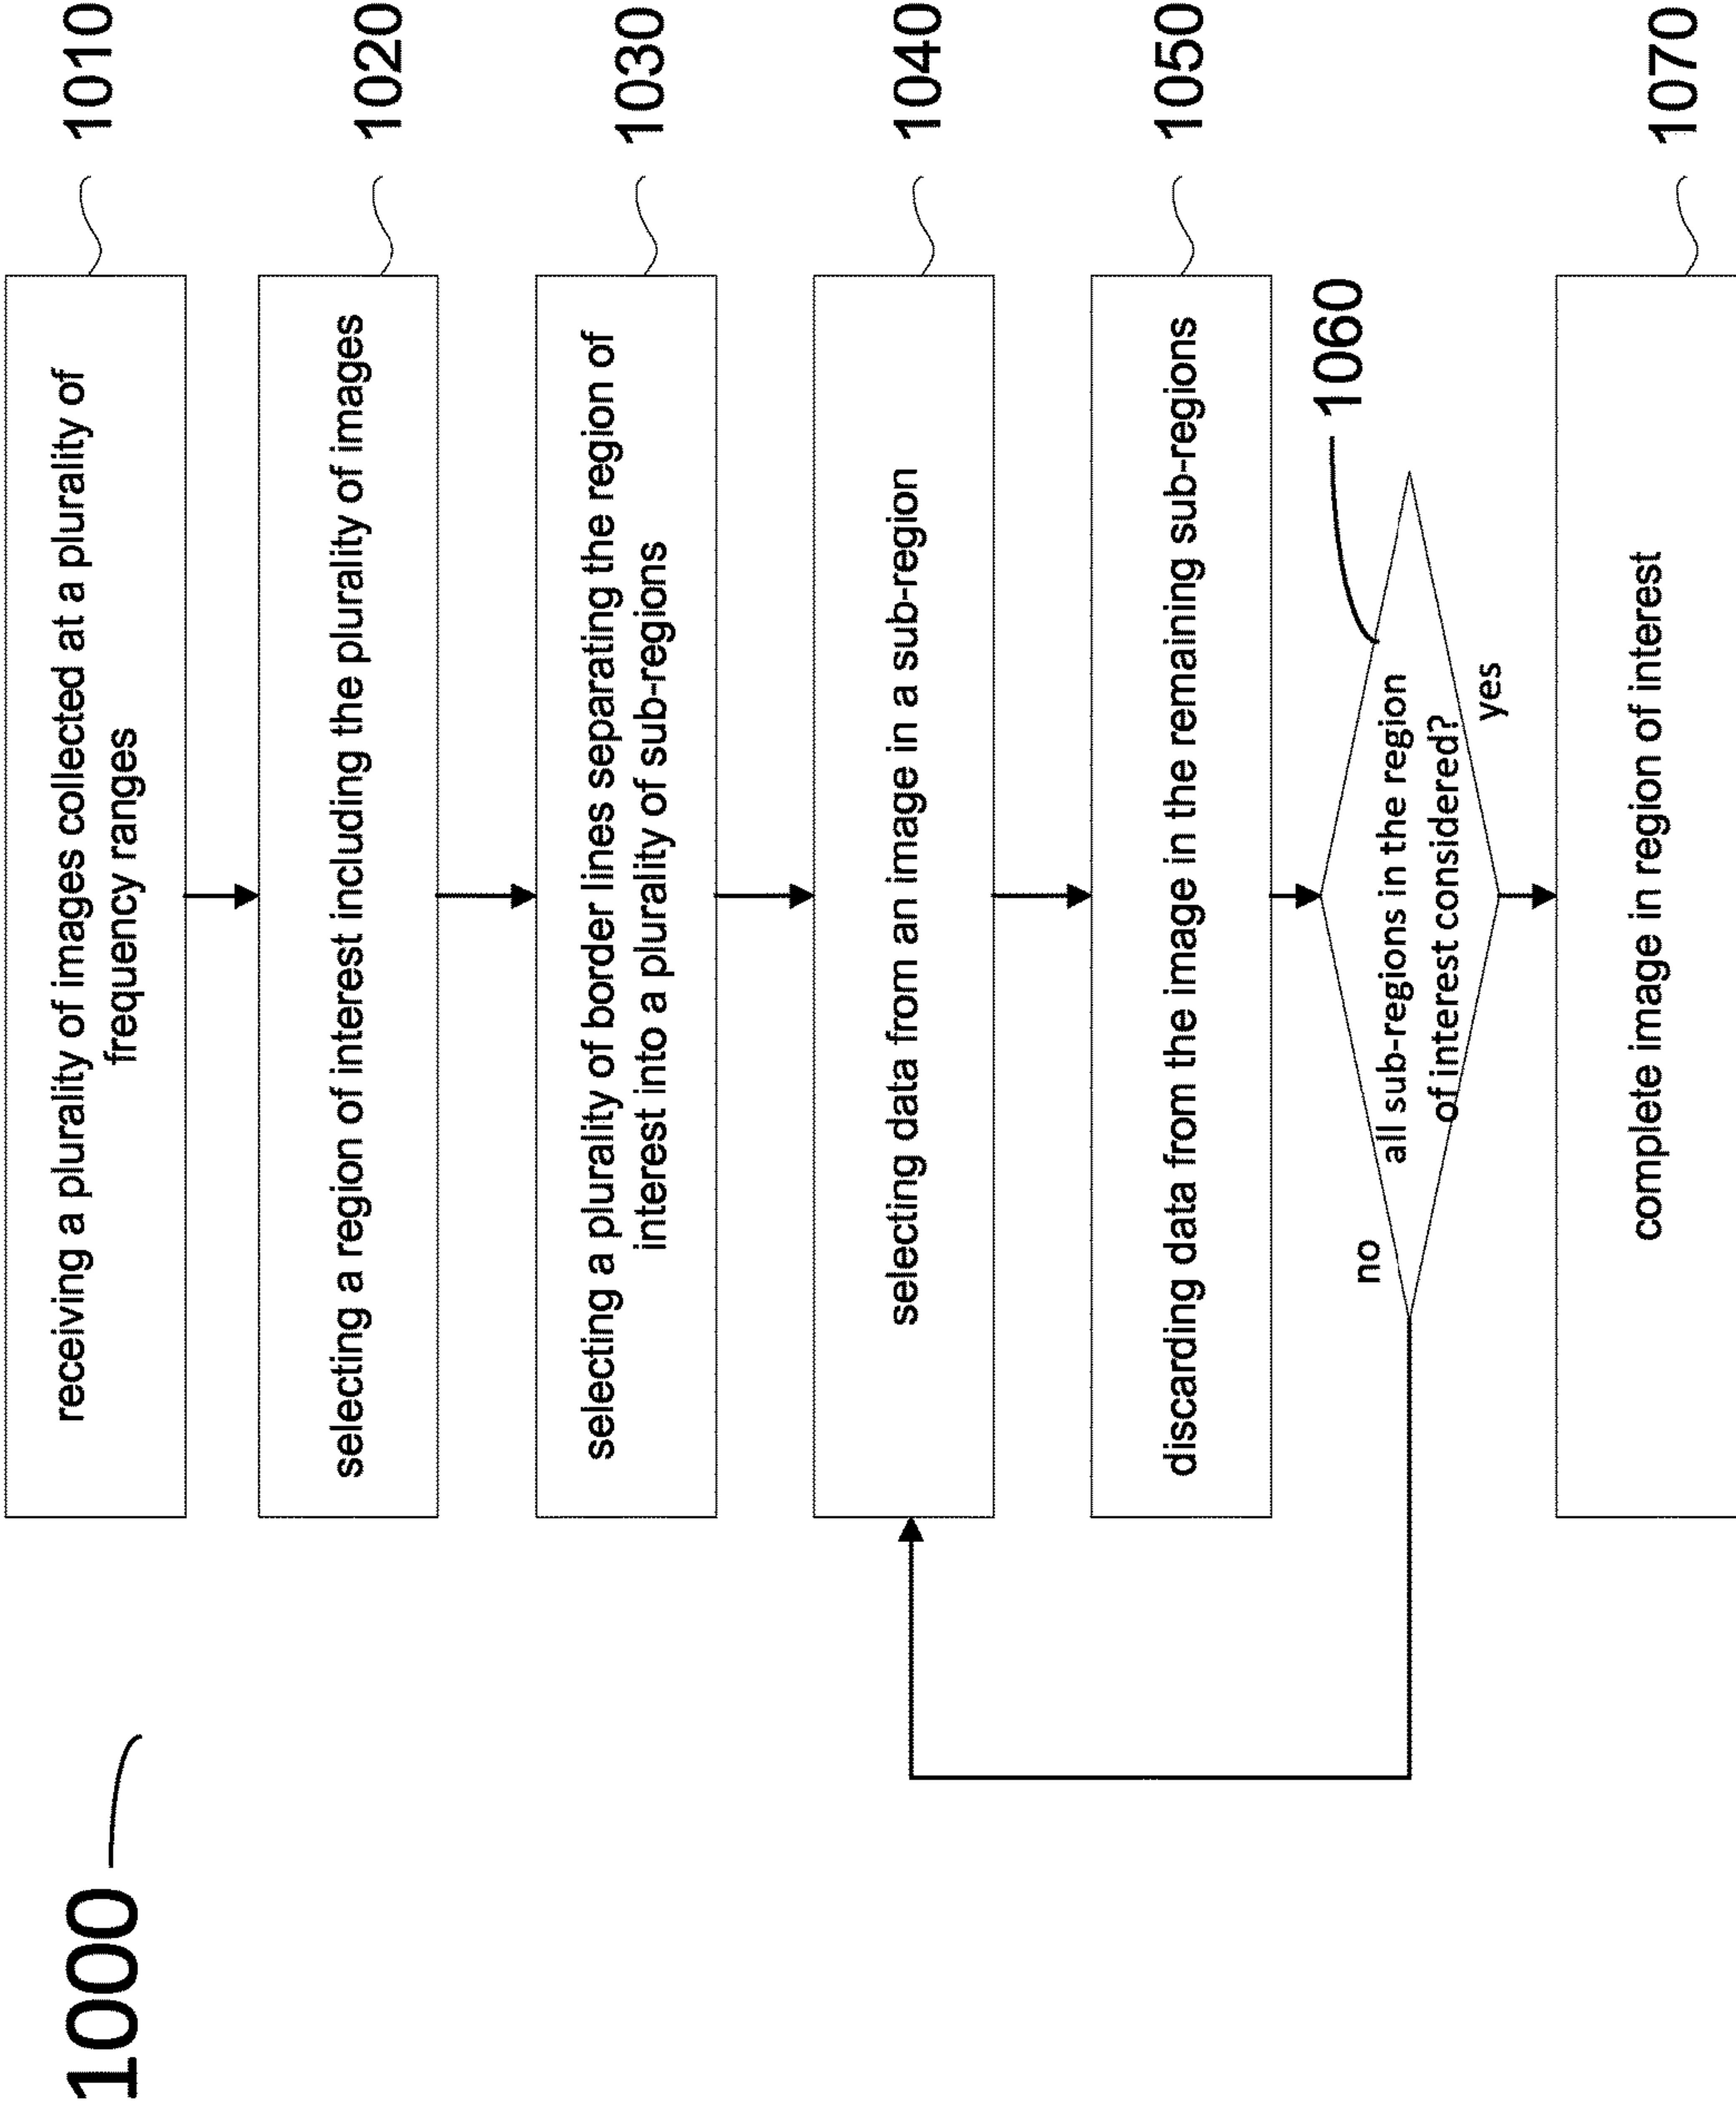 1000
receiving a plurality of images collected at a plurality of
frequency ranges
1010
selecting a region of interest including the plurality of images
1020
selecting a plurality of border lines separating the region of
interest into a plurality of sub-regions
1030
selecting data from an image in a sub-region
1040
discarding data from the image in the remaining sub-regions
1050
1060
no
all sub-regions in the region
of interest considered?
yes
complete image in region of interest
1070